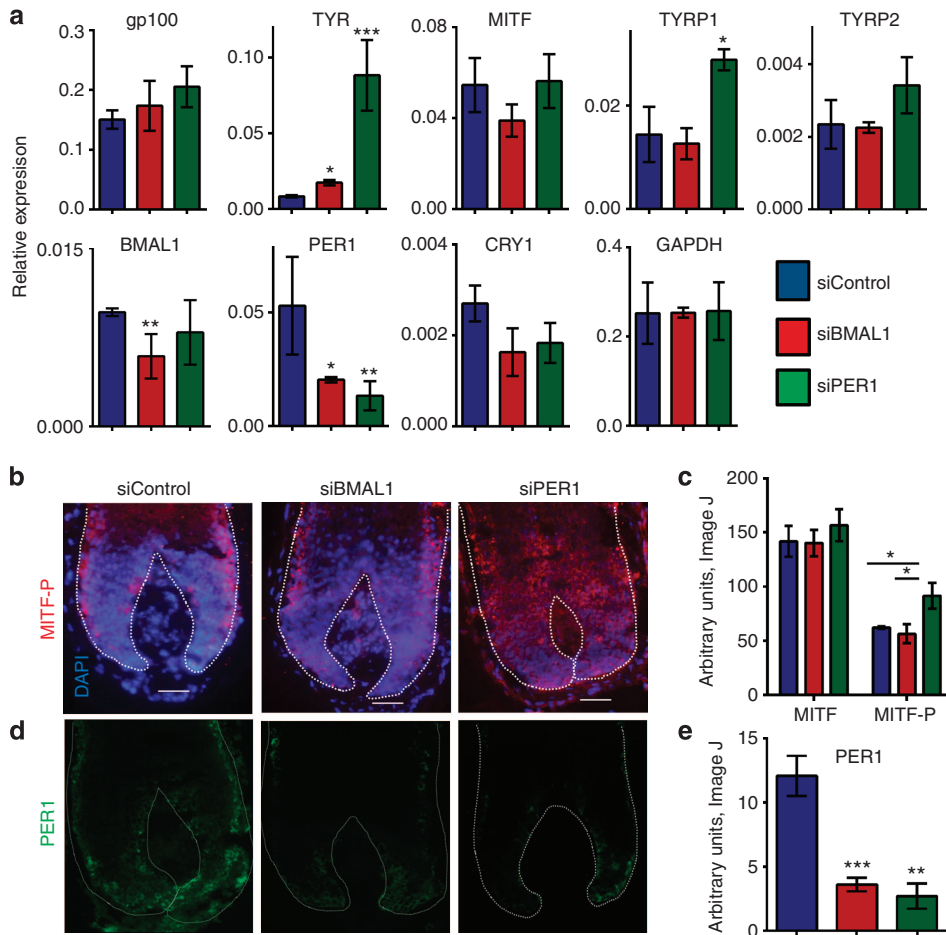 a
gp100 TYR MITF TYRP1 TYRP2
Relative expresison
0.3
0.2
0.1
0.0
0.10
0.05
0.00
***
*
0.08
0.04
0.00
0.02
0.00
*
0.004
0.002
0.000
BMAL1 PER1 CRY1 GAPDH
0.015
0.000
**
0.05
0.00
*
**
0.004
0.002
0.000
0.4
0.2
0.0
siControl
siBMAL1
siPER1
b
siControl siBMAL1 siPER1
MITF-P
DAPI
c
Arbitrary units, Image J
200
150
100
50
0
*
*
MITF MITF-P
d
PER1
e
Arbitrary units, Image J
15
10
5
0
PER1
***
**